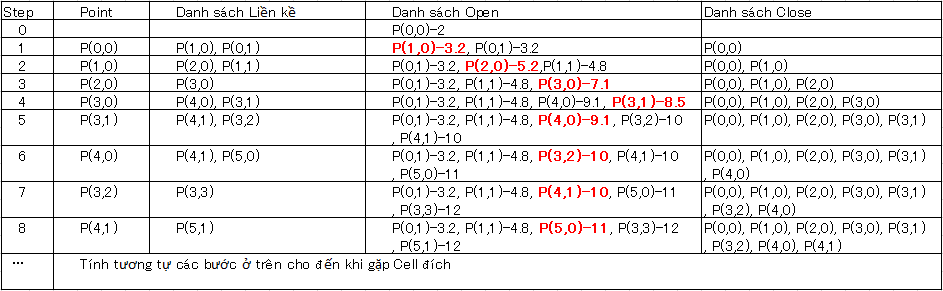 Step Point Danh sách Liền kề Danh sách Open Danh sách Close
0 P(0,0)-2
1 P(0,0) P(1,0), P(0,1) P(1,0)-3.2, P(0,1)-3.2 P(0,0)
2 P(1,0) P(2,0), P(1,1) P(0,1)-3.2, P(2,0)-5.2,P(1,1)-4.8 P(0,0), P(1,0)
3 P(2,0) P(3,0) P(0,1)-3.2, P(1,1)-4.8, P(3,0)-7.1 P(0,0), P(1,0), P(2,0)
4 P(3,0) P(4,0), P(3,1) P(0,1)-3.2, P(1,1)-4.8, P(4,0)-9.1, P(3,1)-8.5 P(0,0), P(1,0), P(2,0), P(3,0)
5 P(3,1) P(4,1), P(3,2) P(0,1)-3.2, P(1,1)-4.8, P(4,0)-9.1, P(3,2)-10 P(0,0), P(1,0), P(2,0), P(3,0), P(3,1)
, P(4,1)-10
6 P(4,0) P(4,1), P(5,0) P(0,1)-3.2, P(1,1)-4.8, P(3,2)-10, P(4,1)-10 P(0,0), P(1,0), P(2,0), P(3,0), P(3,1)
, P(5,0)-11 , P(4,0)
7 P(3,2) P(3,3) P(0,1)-3.2, P(1,1)-4.8, P(4,1)-10, P(5,0)-11 P(0,0), P(1,0), P(2,0), P(3,0), P(3,1)
, P(3,3)-12 , P(3,2), P(4,0)
8 P(4,1) P(5,1) P(0,1)-3.2, P(1,1)-4.8, P(5,0)-11, P(3,3)-12 P(0,0), P(1,0), P(2,0), P(3,0), P(3,1)
, P(5,1)-12 , P(3,2), P(4,0), P(4,1)
... Tính tương tự các bước ở trên cho đến khi gặp Cell đích